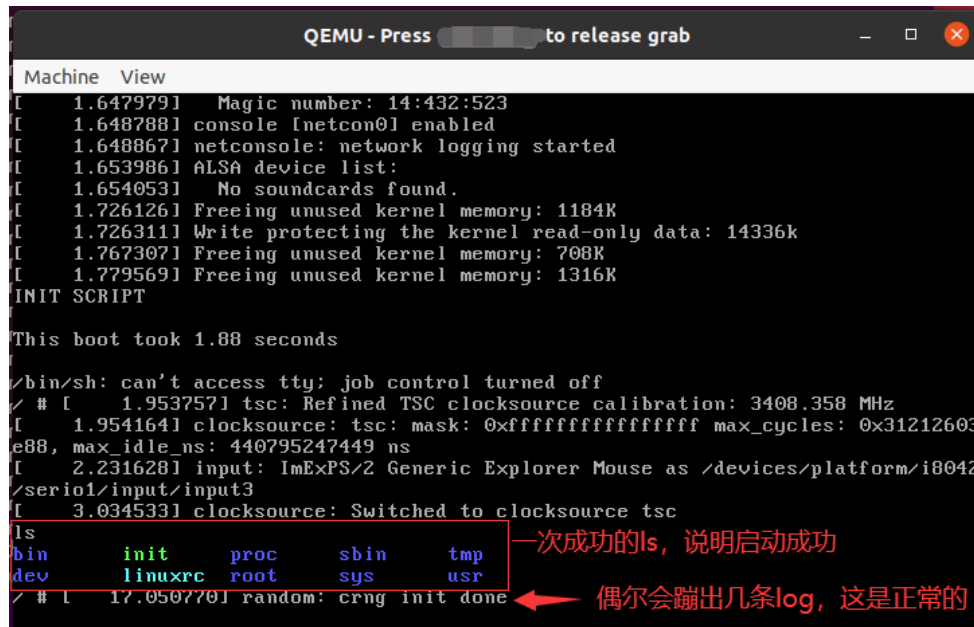 QEMU - Press to release grab
Machine View
[ 1.647979] Magic number: 14:432:523
[ 1.648788] console [netcon0] enabled
[ 1.648867] netconsole: network logging started
[ 1.653986] ALSA device list:
[ 1.654053] No soundcards found.
[ 1.726126] Freeing unused kernel memory: 1184K
[ 1.726311] Write protecting the kernel read-only data: 14336k
[ 1.767307] Freeing unused kernel memory: 708K
[ 1.779569] Freeing unused kernel memory: 1316K
INIT SCRIPT
This boot took 1.88 seconds
/bin/sh: can't access tty; job control turned off
/ # [ 1.953757] tsc: Refined TSC clocksource calibration: 3408.358 MHz
[ 1.954164] clocksource: tsc: mask: 0xffffffffffffffff max_cycles: 0x31212603
e88, max_idle_ns: 440795247449 ns
[ 2.231628] input: ImExPS/2 Generic Explorer Mouse as /devices/platform/i8042
/serio1/input/input3
[ 3.034533] clocksource: Switched to clocksource tsc
ls
bin init proc sbin tmp
dev linuxrc root sys usr
一次成功的ls，说明启动成功
/ # [ 17.050770] random: crng init done
偶尔会蹦出几条log，这是正常的